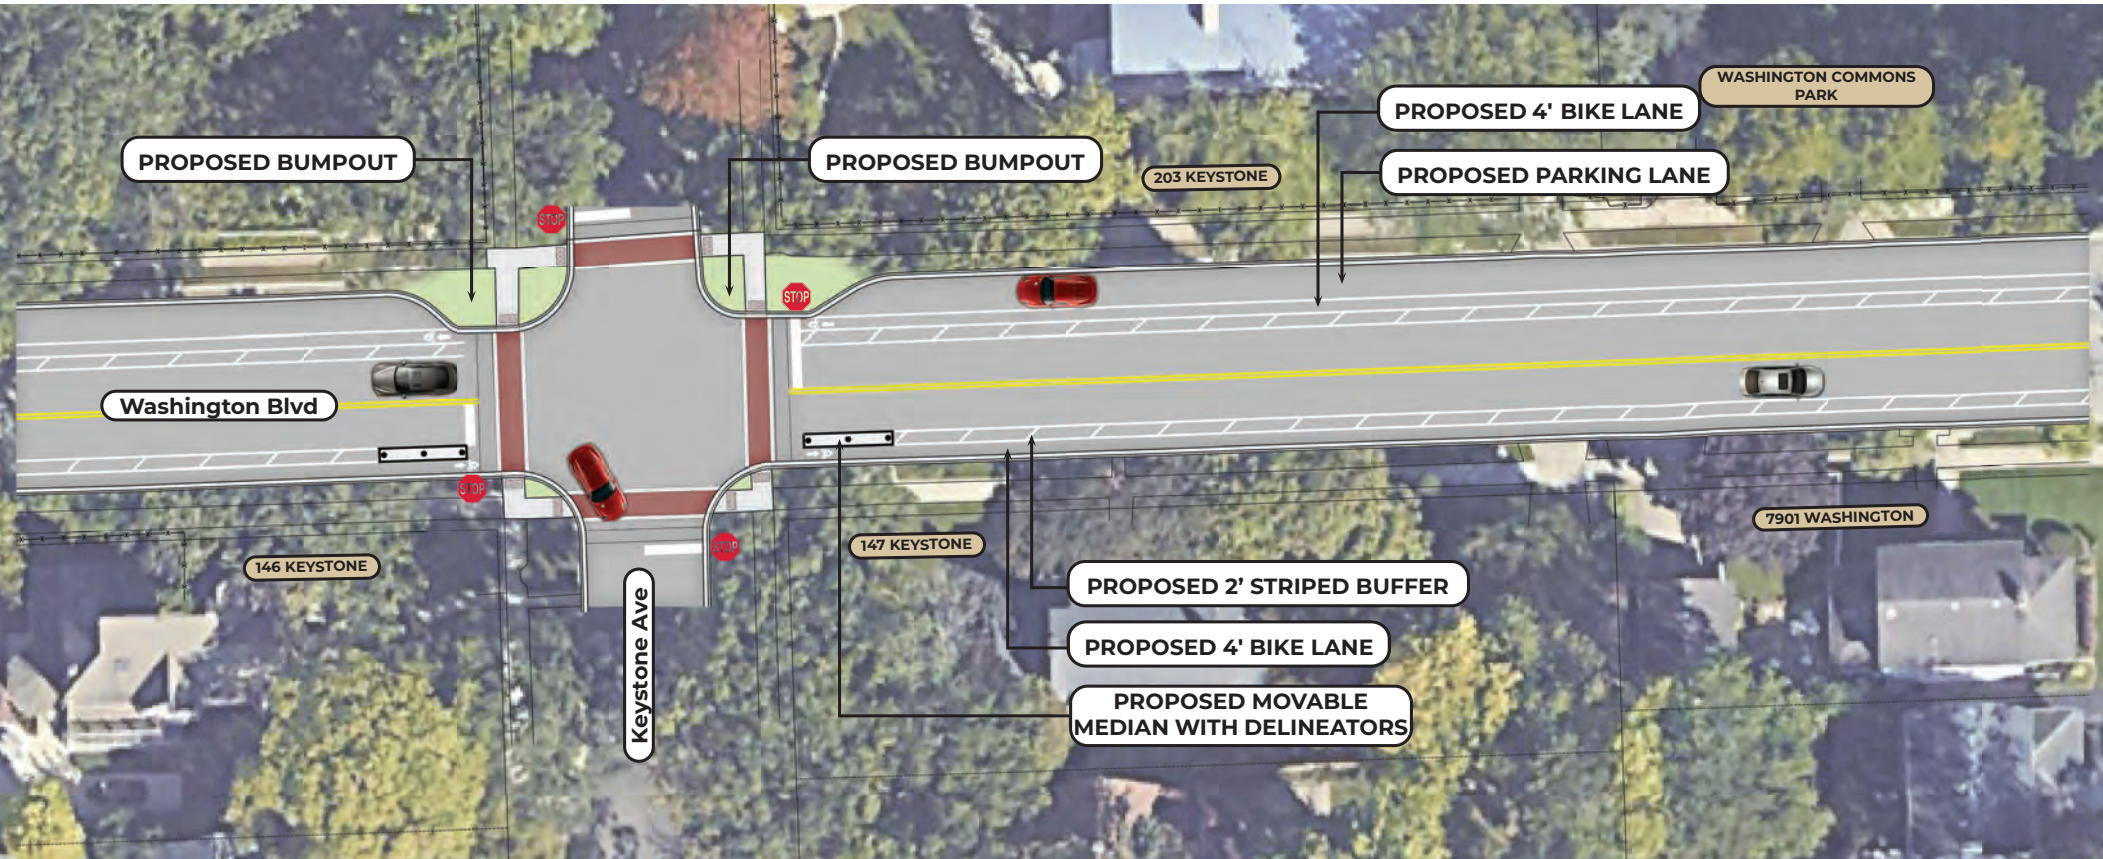 WASHINGTON COMMONS
PARK
PROPOSED 4' BIKE LANE
PROPOSED BUMPOUT
PROPOSED BUMPOUT
203 KEYSTONE
PROPOSED PARKING LANE
STOP
STOP
Washington Blvd
STOP
STOP
146 KEYSTONE
147 KEYSTONE
7901 WASHINGTON
Keystone Ave
PROPOSED 2’ STRIPED BUFFER
PROPOSED 4' BIKE LANE
PROPOSED MOVABLE
MEDIAN WITH DELINEATORS